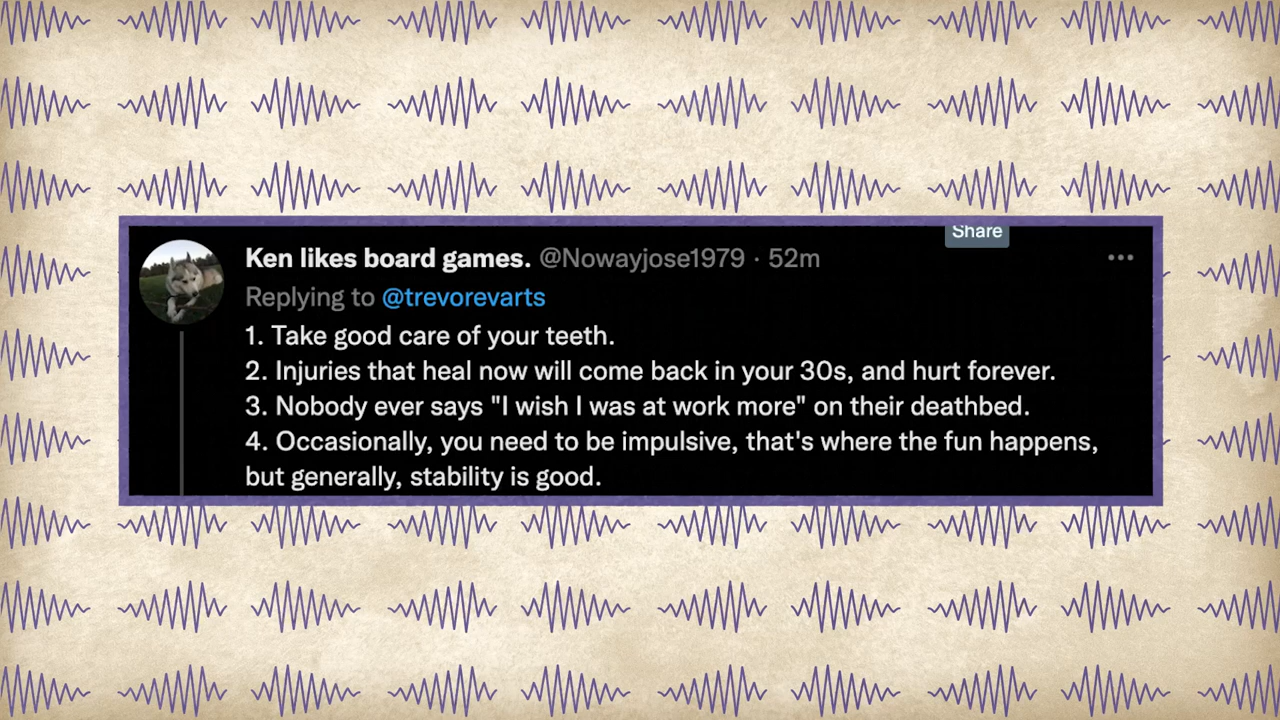 Share
Ken likes board games. @Nowayjose1979 · 52m
Replying to @trevorevarts
1. Take good care of your teeth.
2. Injuries that heal now will come back in your 30s, and hurt forever.
3. Nobody ever says "I wish I was at work more" on their deathbed.
4. Occasionally, you need to be impulsive, that's where the fun happens,
but generally, stability is good.